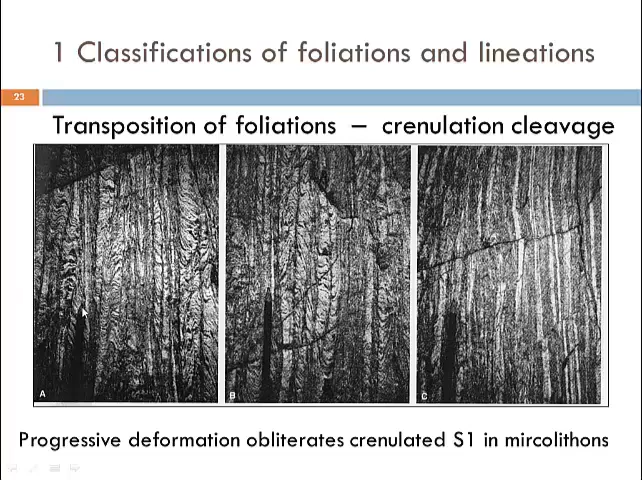 1 Classifications of foliations and lineations
23
Transposition of foliations – crenulation cleavage
A B C
Progressive deformation obliterates crenulated S1 in mircolithons